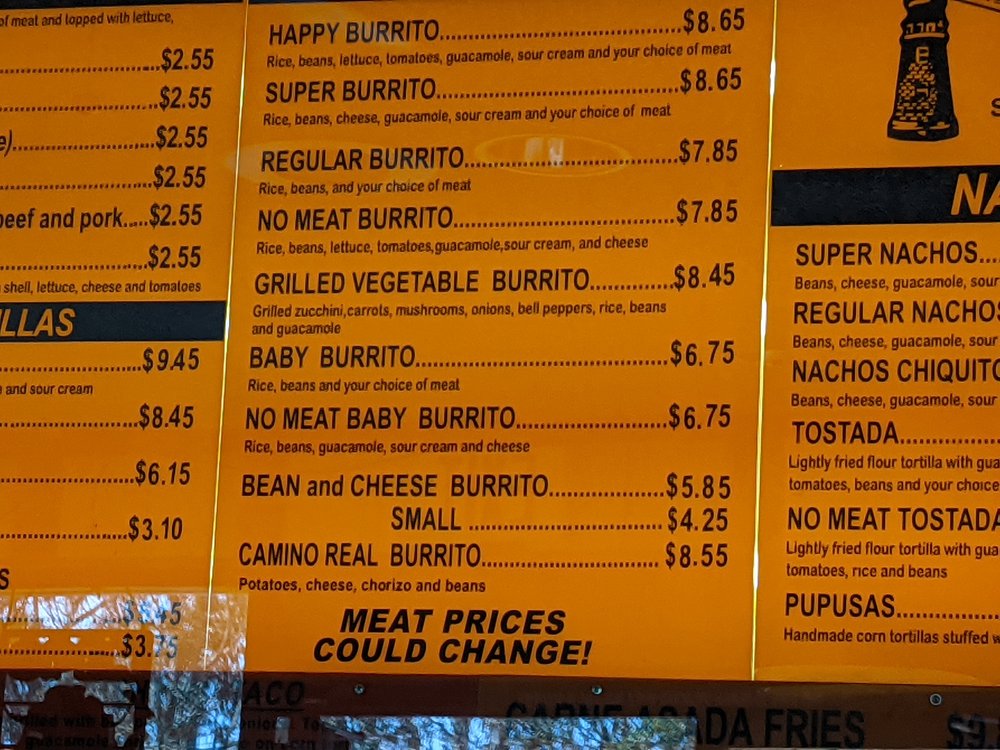 of meat and topped with lettuce,
$2.55
$2.55
$2.55
$2.55
beef and pork.....$2.55
$2.55
shell, lettuce, cheese and tomatoes
$9.45
and sour cream
$8.45
$6.15
$3.10
$3.75
HAPPY BURRITO $8.65
Rice, beans, lettuce, tomatoes, guacamole, sour cream and your choice of meat
SUPER BURRITO $8.65
Rice, beans, cheese, guacamole, sour cream and your choice of meat
REGULAR BURRITO $7.85
Rice, beans, and your choice of meat
NO MEAT BURRITO $7.85
Rice, beans, lettuce, tomatoes,guacamole,sour cream, and cheese
GRILLED VEGETABLE BURRITO $8.45
Grilled zucchini,carrots, mushrooms, onions, bell peppers, rice, beans
and guacamole
BABY BURRITO $6.75
Rice, beans and your choice of meat
NO MEAT BABY BURRITO $6.75
Rice, beans, guacamole, sour cream and cheese
BEAN and CHEESE BURRITO $5.85
SMALL $4.25
CAMINO REAL BURRITO $8.55
Potatoes, cheese, chorizo and beans
MEAT PRICES
COULD CHANGE!
SUPER NACHOS
Beans, cheese, guacamole, sour
REGULAR NACHOS
Beans, cheese, guacamole, sour
NACHOS CHIQUITO
Beans, cheese, guacamole, sour
TOSTADA
Lightly fried flour tortilla with gua
tomatoes, beans and your choice
NO MEAT TOSTADA
Lightly fried flour tortilla with gua
tomatoes, rice and beans
PUPUSAS
Handmade corn tortillas stuffed w
CARNE ASADA FRIES